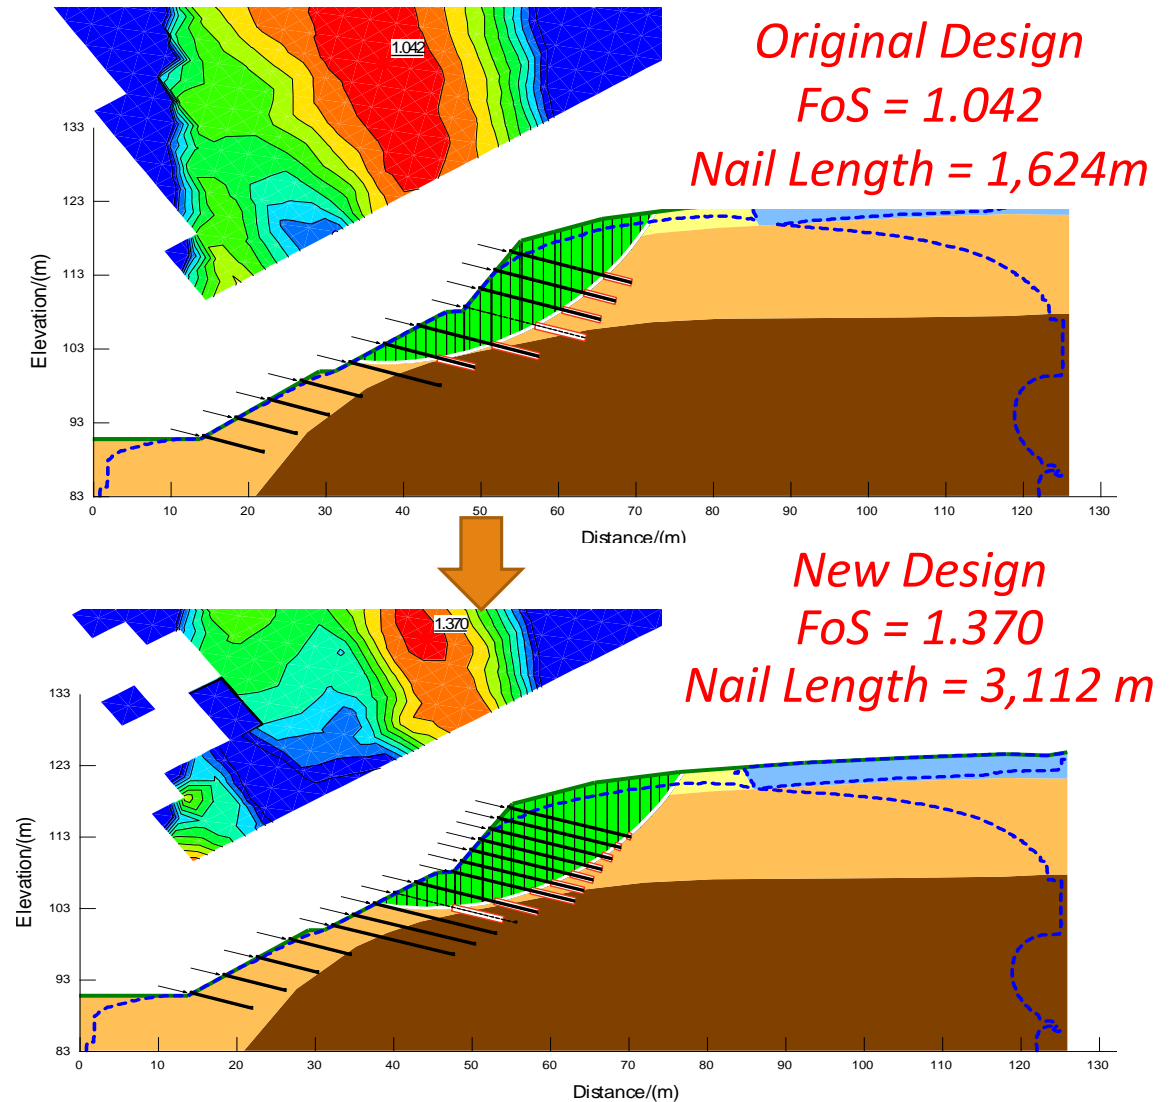 1.042
Original Design
FoS = 1.042
Nail Length = 1,624m
133
123
113
103
93
83
Elevation/(m)
0 10 20 30 40 50 60 70 80 90 100 110 120 130
Distance/(m)
1.370
New Design
FoS = 1.370
Nail Length = 3,112 m
133
123
113
103
93
83
Elevation/(m)
0 10 20 30 40 50 60 70 80 90 100 110 120 130
Distance/(m)